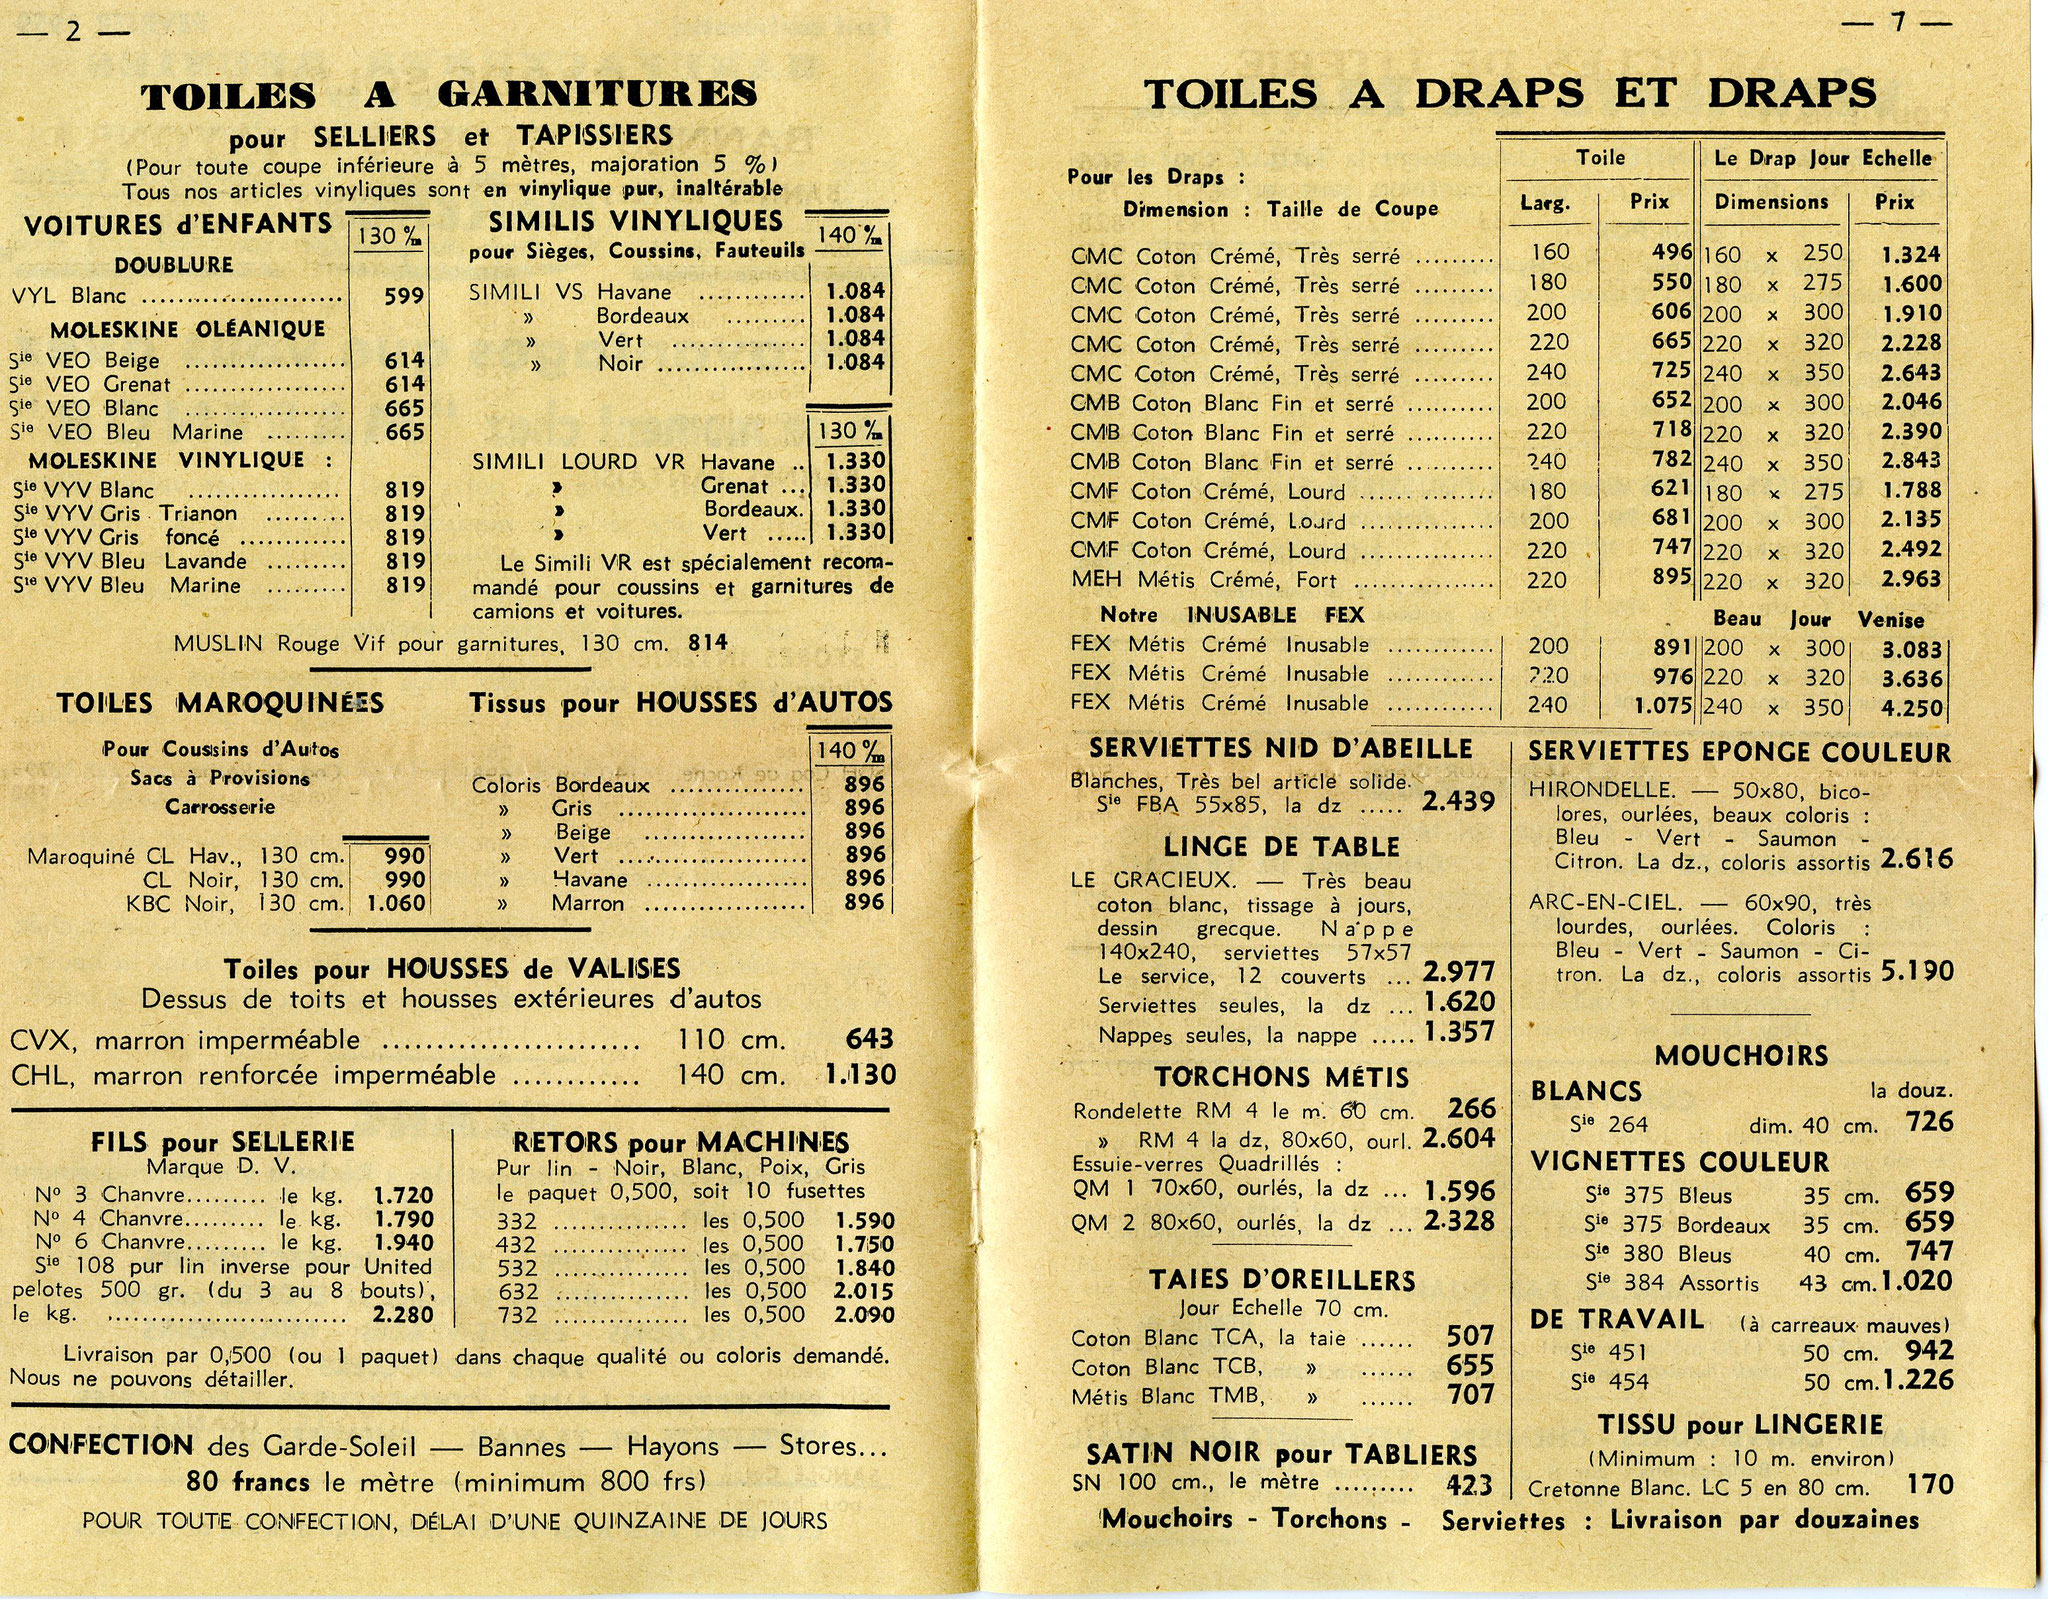 — 2 —
TOILES A GARNITURES
pour SELLIERS et TAPISSIERS
(Pour toute coupe inférieure à 5 mètres, majoration 5 %)
Tous nos articles vinyliques sont en vinylique pur, inaltérable
VOITURES d'ENFANTS 130 c/m
DOUBLURE
VYL Blanc ........................ 599
MOLESKINE OLÉANIQUE
Sie VEO Beige .................. 614
Sie VEO Grenat .................. 614
Sie VEO Blanc .................. 665
Sie VEO Bleu Marine ......... 665
MOLESKINE VINYLIQUE :
Sie VYV Blanc ................. 819
Sie VYV Gris Trianon ......... 819
Sie VYV Gris foncé ............ 819
Sie VYV Bleu Lavande ......... 819
Sie VYV Bleu Marine ......... 819
SIMILIS VINYLIQUES 140 c/m
pour Sièges, Coussins, Fauteuils
SIMILI VS Havane ............ 1.084
» Bordeaux ......... 1.084
» Vert ............... 1.084
» Noir ................. 1.084
130 c/m
SIMILI LOURD VR Havane .. 1.330
» Grenat ... 1.330
» Bordeaux. 1.330
» Vert ..... 1.330
Le Simili VR est spécialement recom-
mandé pour coussins et garnitures de
camions et voitures.
MUSLIN Rouge Vif pour garnitures, 130 cm. 814
TOILES MAROQUINÉES
Pour Coussins d'Autos
Sacs à Provisions
Carrosserie
Maroquiné CL Hav., 130 cm. 990
CL Noir, 130 cm. 990
KBC Noir, 130 cm. 1.060
Tissus pour HOUSSES d'AUTOS
140 c/m
Coloris Bordeaux ............... 896
» Gris ..................... 896
» Beige .................. 896
» Vert ..................... 896
» Havane .................. 896
» Marron .................. 896
Toiles pour HOUSSES de VALISES
Dessus de toits et housses extérieures d'autos
CVX, marron imperméable ........................ 110 cm. 643
CHL, marron renforcée imperméable ............ 140 cm. 1.130
FILS pour SELLERIE
Marque D. V.
No 3 Chanvre......... le kg. 1.720
No 4 Chanvre......... le kg. 1.790
No 6 Chanvre......... le kg. 1.940
Sie 108 pur lin inverse pour United
pelotes 500 gr. (du 3 au 8 bouts),
le kg. ........................... 2.280
RETORS pour MACHINES
Pur lin - Noir, Blanc, Poix, Gris
le paquet 0,500, soit 10 fusettes
332 ............... les 0,500 1.590
432 ............... les 0,500 1.750
532 ............... les 0,500 1.840
632 ............... les 0,500 2.015
732 ............... les 0,500 2.090
Livraison par 0,500 (ou 1 paquet) dans chaque qualité ou coloris demandé.
Nous ne pouvons détailler.
CONFECTION des Garde-Soleil — Bannes — Hayons — Stores...
80 francs le mètre (minimum 800 frs)
POUR TOUTE CONFECTION, DÉLAI D'UNE QUINZAINE DE JOURS
— 7 —
TOILES A DRAPS ET DRAPS
Toile Le Drap Jour Echelle
Pour les Draps :
Dimension : Taille de Coupe Larg. Prix Dimensions Prix
CMC Coton Crémé, Très serré ......... 160 496 160 x 250 1.324
CMC Coton Crémé, Très serré ......... 180 550 180 x 275 1.600
CMC Coton Crémé, Très serré ......... 200 606 200 x 300 1.910
CMC Coton Crémé, Très serré ......... 220 665 220 x 320 2.228
CMC Coton Crémé, Très serré ......... 240 725 240 x 350 2.643
CMB Coton Blanc Fin et serré .......... 200 652 200 x 300 2.046
CMB Coton Blanc Fin et serré .......... 220 718 220 x 320 2.390
CMB Coton Blanc Fin et serré .......... 240 782 240 x 350 2.843
CMF Coton Crémé, Lourd ............... 180 621 180 x 275 1.788
CMF Coton Crémé, Lourd ............... 200 681 200 x 300 2.135
CMF Coton Crémé, Lourd ............... 220 747 220 x 320 2.492
MEH Métis Crémé, Fort ............... 220 895 220 x 320 2.963
Notre INUSABLE FEX Beau Jour Venise
FEX Métis Crémé Inusable ............ 200 891 200 x 300 3.083
FEX Métis Crémé Inusable ............ 220 976 220 x 320 3.636
FEX Métis Crémé Inusable ............ 240 1.075 240 x 350 4.250
SERVIETTES NID D'ABEILLE
Blanches, Très bel article solide.
Sie FBA 55x85, la dz ..... 2.439
LINGE DE TABLE
LE GRACIEUX. — Très beau
coton blanc, tissage à jours,
dessin grecque. Nappe
140x240, serviettes 57x57
Le service, 12 couverts ... 2.977
Serviettes seules, la dz ... 1.620
Nappes seules, la nappe ..... 1.357
TORCHONS MÉTIS
Rondelette RM 4 le m. 60 cm. 266
» RM 4 la dz, 80x60, ourl. 2.604
Essuie-verres Quadrillés :
QM 1 70x60, ourlés, la dz ... 1.596
QM 2 80x60, ourlés, la dz ... 2.328
TAIES D'OREILLERS
Jour Echelle 70 cm.
Coton Blanc TCA, la taie ...... 507
Coton Blanc TCB, » ...... 655
Métis Blanc TMB, » ...... 707
SATIN NOIR pour TABLIERS
SN 100 cm., le mètre ......... 423
SERVIETTES EPONGE COULEUR
HIRONDELLE. — 50x80, bico-
lores, ourlées, beaux coloris :
Bleu - Vert - Saumon -
Citron. La dz., coloris assortis 2.616
ARC-EN-CIEL. — 60x90, très
lourdes, ourlées. Coloris :
Bleu - Vert - Saumon - Ci-
tron. La dz., coloris assortis 5.190
MOUCHOIRS
BLANCS la douz.
Sie 264 dim. 40 cm. 726
VIGNETTES COULEUR
Sie 375 Bleus 35 cm. 659
Sie 375 Bordeaux 35 cm. 659
Sie 380 Bleus 40 cm. 747
Sie 384 Assortis 43 cm. 1.020
DE TRAVAIL (à carreaux mauves)
Sie 451 50 cm. 942
Sie 454 50 cm. 1.226
TISSU pour LINGERIE
(Minimum : 10 m. environ)
Cretonne Blanc. LC 5 en 80 cm. 170
Mouchoirs - Torchons - Serviettes : Livraison par douzaines